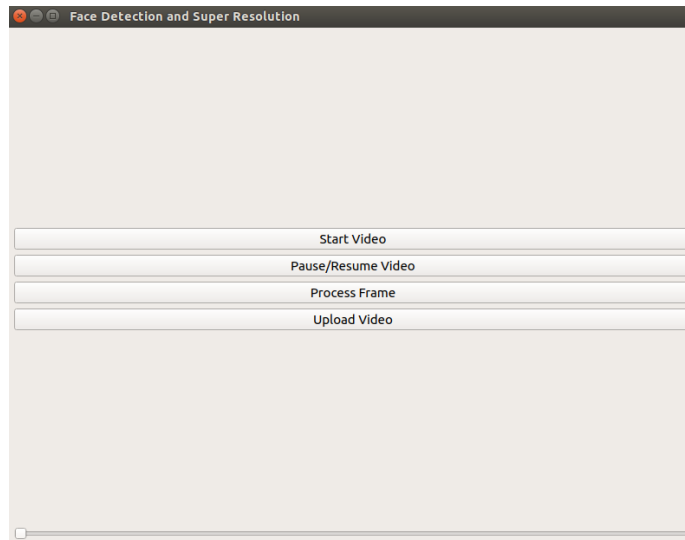 Face Detection and Super Resolution
Start Video
Pause/Resume Video
Process Frame
Upload Video